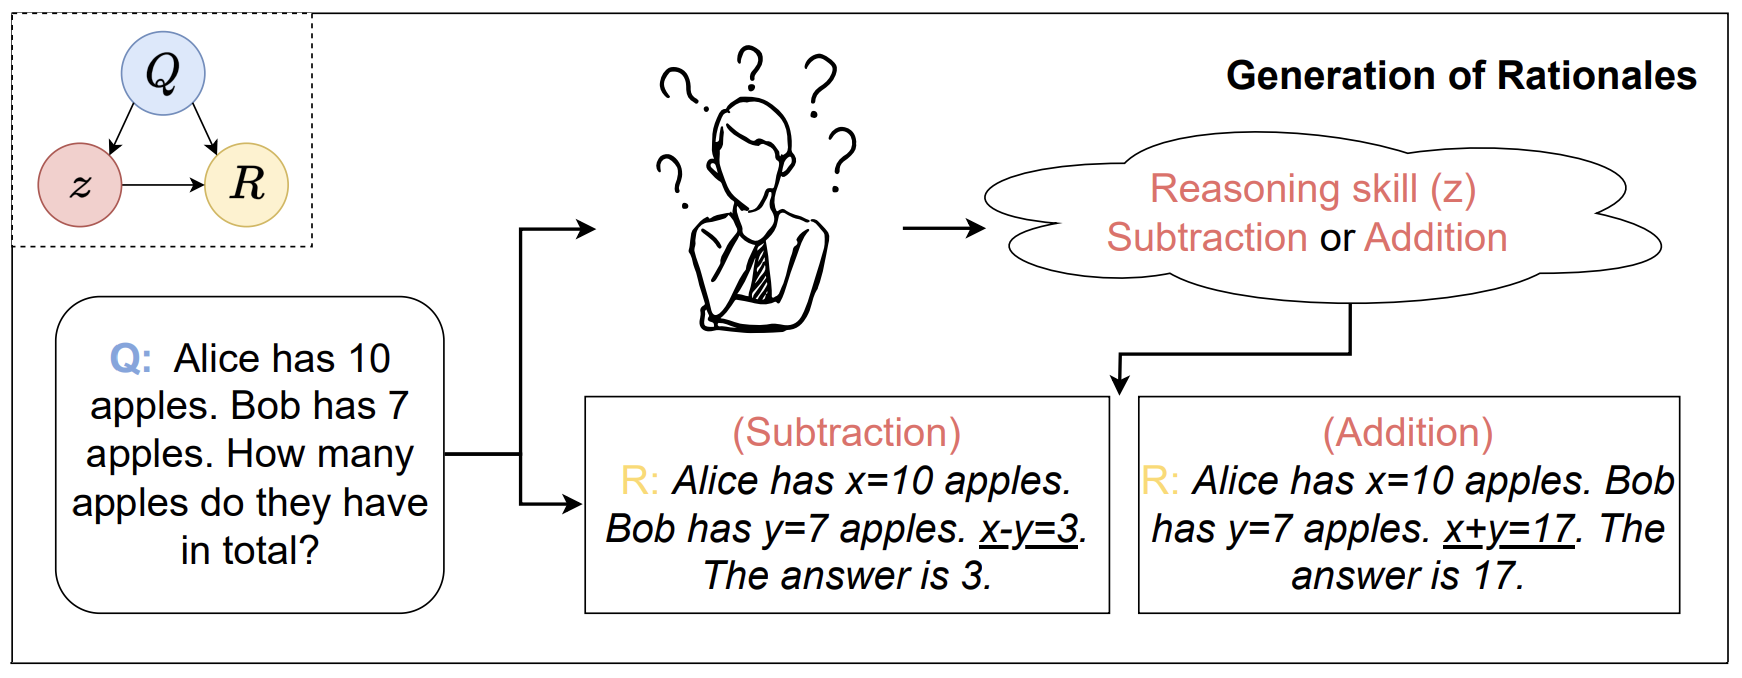 Q
z
R
Generation of Rationales
? ? ? ? ?
Reasoning skill (z)
Subtraction or Addition
Q: Alice has 10
apples. Bob has 7
apples. How many
apples do they have
in total?
(Subtraction)
R: Alice has x=10 apples.
Bob has y=7 apples. x-y=3.
The answer is 3.
(Addition)
R: Alice has x=10 apples. Bob
has y=7 apples. x+y=17. The
answer is 17.